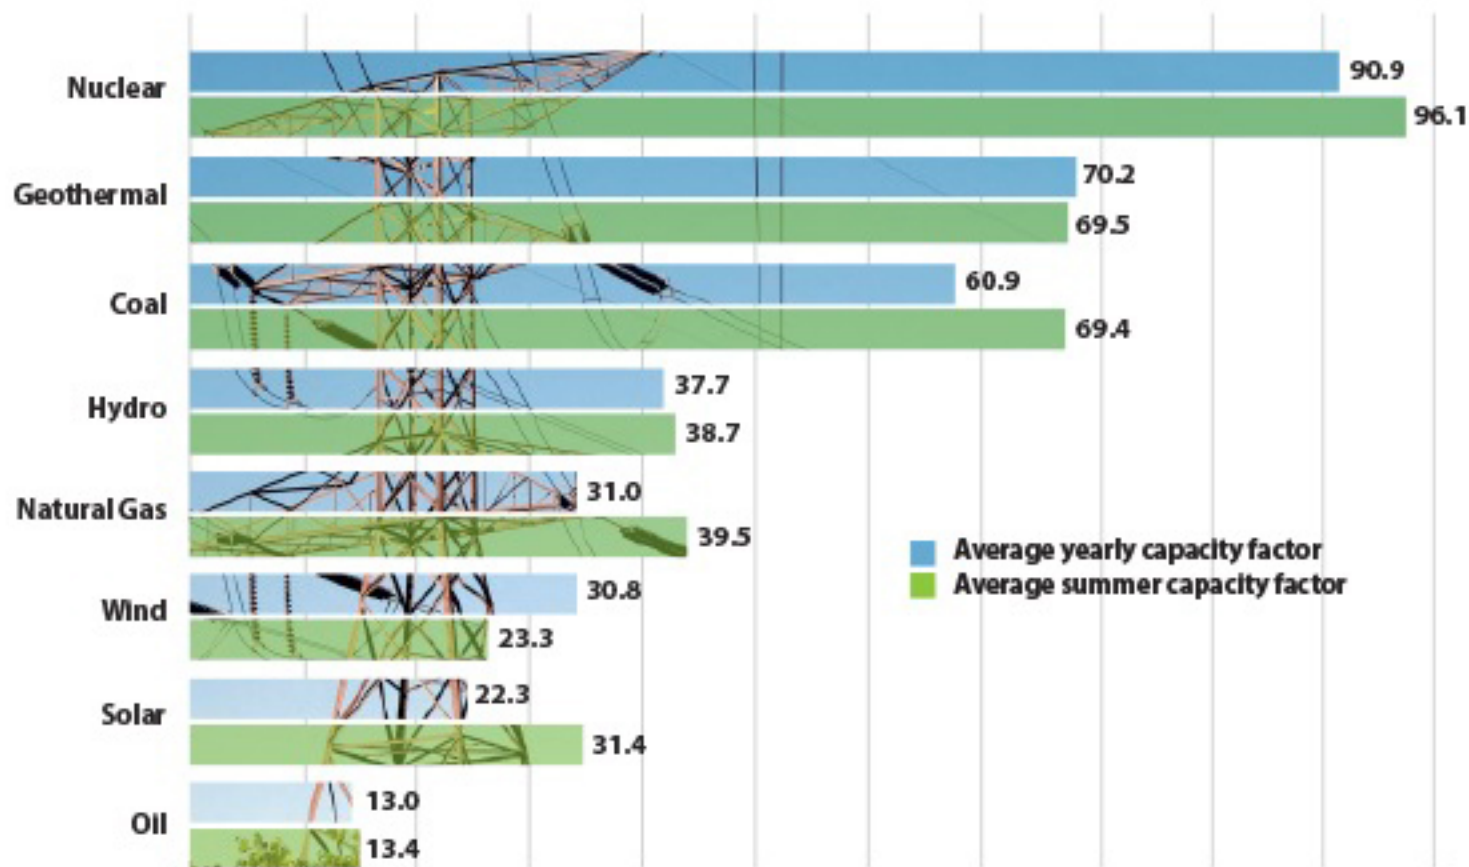 Nuclear
90.9
96.1
Geothermal
70.2
69.5
Coal
60.9
69.4
Hydro
37.7
38.7
Natural Gas
31.0
39.5
Average yearly capacity factor
Average summer capacity factor
Wind
30.8
23.3
Solar
22.3
31.4
Oil
13.0
13.4